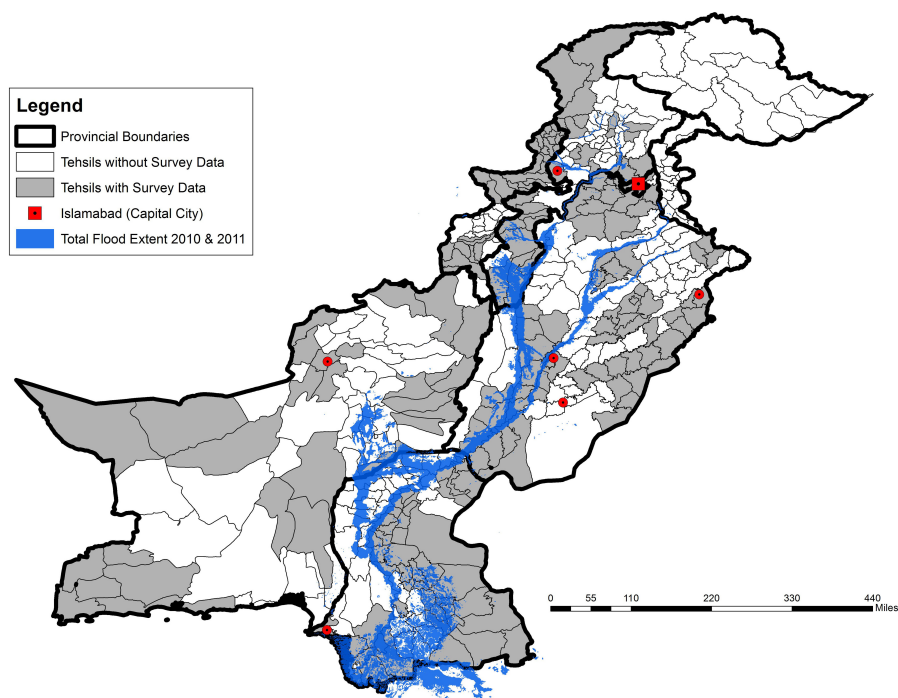 Legend
Provincial Boundaries
Tehsils without Survey Data
Tehsils with Survey Data
Islamabad (Capital City)
Total Flood Extent 2010 & 2011
0 55 110 220 330 440
Miles